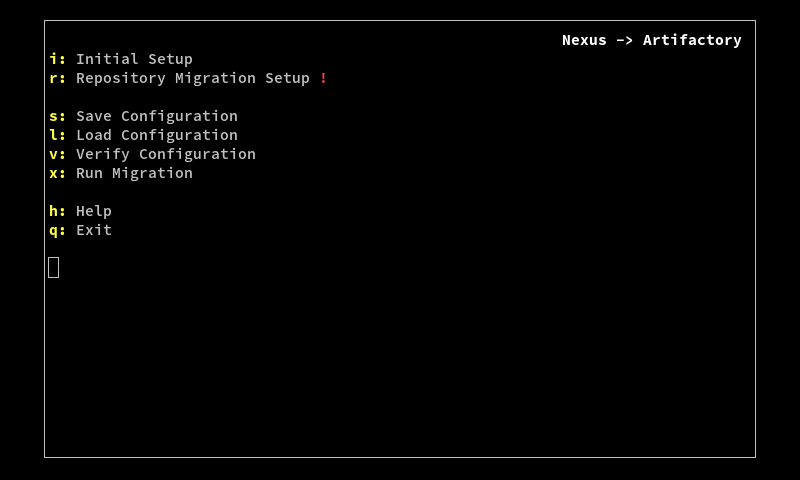 Nexus -> Artifactory
i: Initial Setup
r: Repository Migration Setup !
s: Save Configuration
l: Load Configuration
v: Verify Configuration
x: Run Migration
h: Help
q: Exit